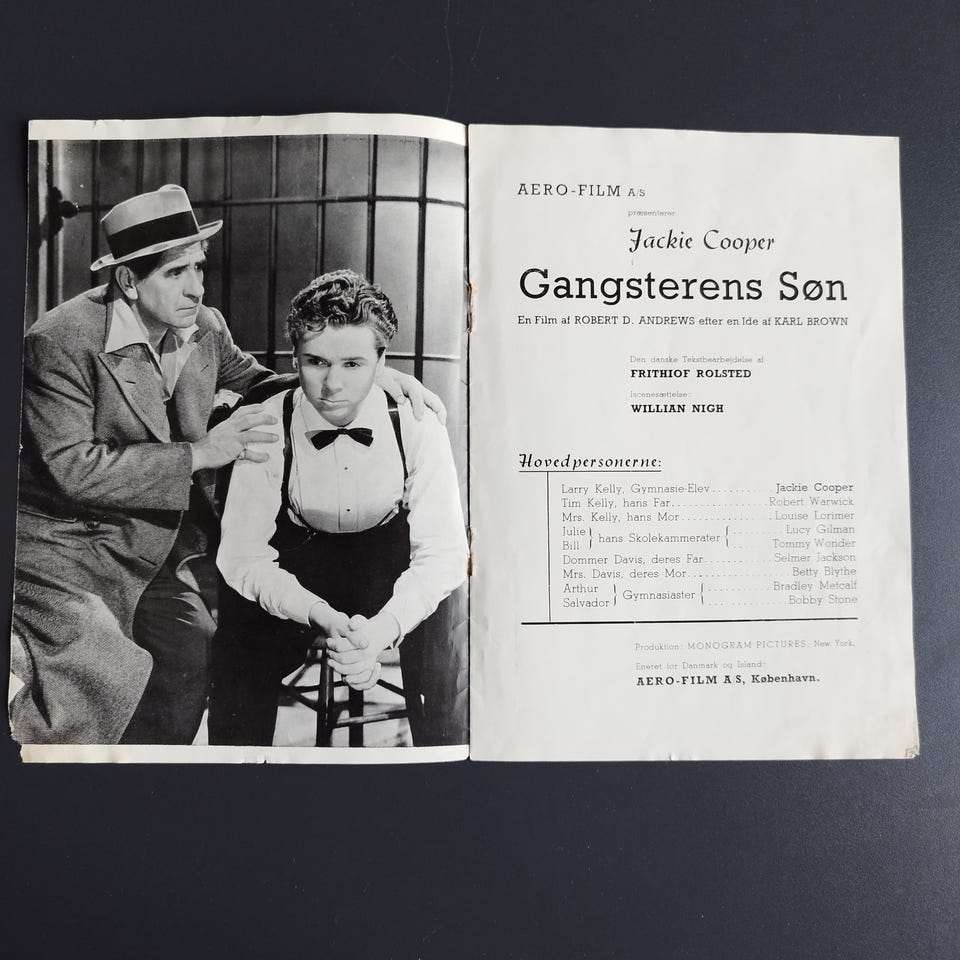 AERO-FILM A/S
præsenterer
Jackie Cooper
i
Gangsterens Søn
En Film af ROBERT D. ANDREWS efter en Ide af KARL BROWN
Den danske Tekstbearbejdelse af
FRITHIOF ROLSTED
Iscenesættelse:
WILLIAN NIGH
Hovedpersonerne:
Larry Kelly, Gymnasie-Elev.......... Jackie Cooper
Tim Kelly, hans Far.................. Robert Warwick
Mrs. Kelly, hans Mor................. Louise Lorimer
Julie } hans Skolekammerater { ...... Lucy Gilman
Bill } { ...... Tommy Wonder
Dommer Davis, deres Far.............. Selmer Jackson
Mrs. Davis, deres Mor................ Betty Blythe
Arthur } Gymnasiaster { ............. Bradley Metcalf
Salvador } { ............. Bobby Stone
Produktion: MONOGRAM PICTURES, New York.
Eneret for Danmark og Island:
AERO-FILM A S, København.